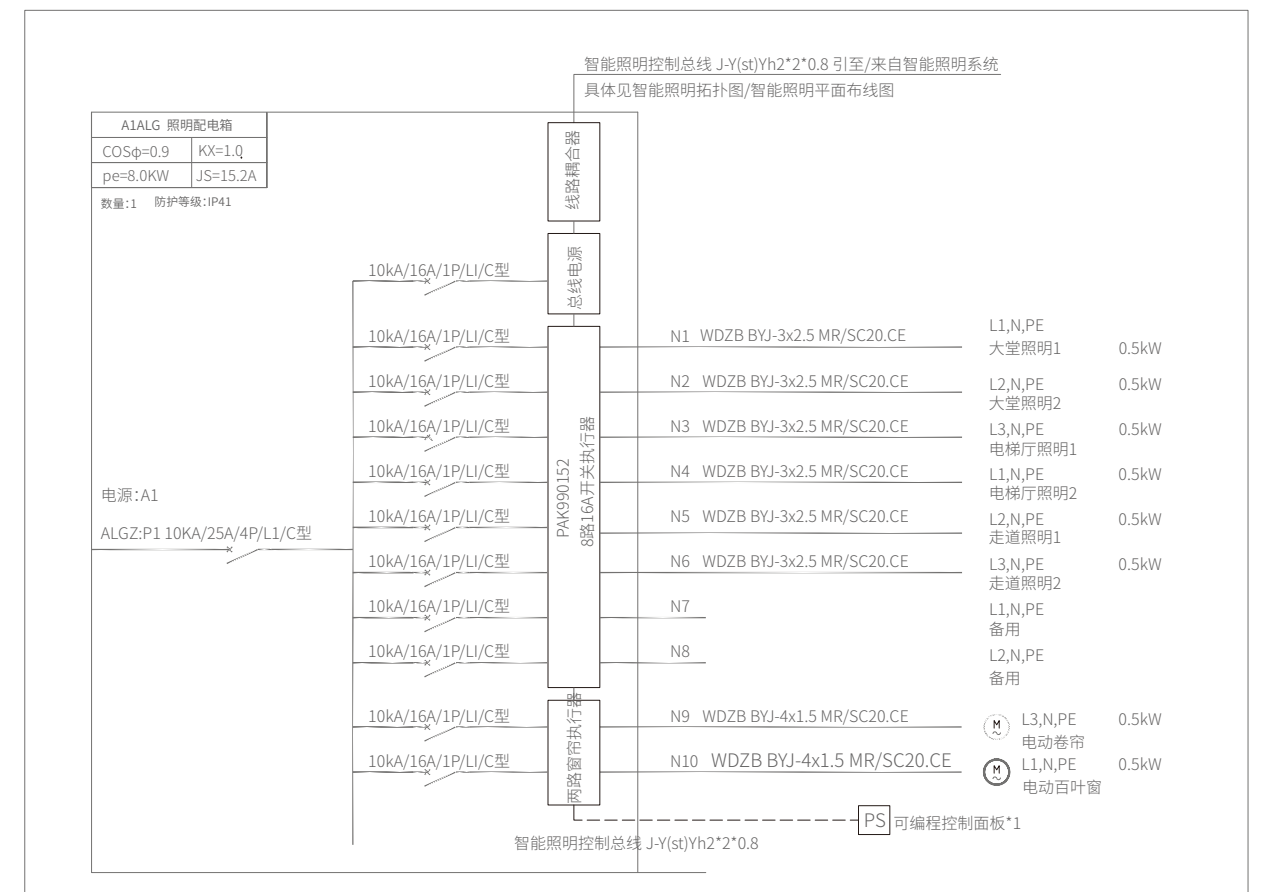 智能照明控制总线 J-Y(st)Yh2*2*0.8 引至/来自智能照明系统
具体见智能照明拓扑图/智能照明平面布线图
A1ALG 照明配电箱
COSφ=0.9 KX=1.0
pe=8.0KW JS=15.2A
数量:1 防护等级:IP41
线路耦合器
总线电源
10kA/16A/1P/LI/C型
10kA/16A/1P/LI/C型
N1 WDZB BYJ-3x2.5 MR/SC20.CE
L1,N,PE
大堂照明1 0.5kW
10kA/16A/1P/LI/C型
N2 WDZB BYJ-3x2.5 MR/SC20.CE
L2,N,PE 0.5kW
大堂照明2
10kA/16A/1P/LI/C型
N3 WDZB BYJ-3x2.5 MR/SC20.CE
L3,N,PE 0.5kW
电梯厅照明1
10kA/16A/1P/LI/C型
N4 WDZB BYJ-3x2.5 MR/SC20.CE
L1,N,PE 0.5kW
电梯厅照明2
PAK990152
8路16A开关执行器
电源:A1
ALGZ:P1 10KA/25A/4P/L1/C型
10kA/16A/1P/LI/C型
N5 WDZB BYJ-3x2.5 MR/SC20.CE
L2,N,PE 0.5kW
走道照明1
10kA/16A/1P/LI/C型
N6 WDZB BYJ-3x2.5 MR/SC20.CE
L3,N,PE 0.5kW
走道照明2
10kA/16A/1P/LI/C型
N7
L1,N,PE
备用
10kA/16A/1P/LI/C型
N8
L2,N,PE
备用
两路窗帘执行器
10kA/16A/1P/LI/C型
N9 WDZB BYJ-4x1.5 MR/SC20.CE
M
~
L3,N,PE 0.5kW
电动卷帘
10kA/16A/1P/LI/C型
N10 WDZB BYJ-4x1.5 MR/SC20.CE
M
~
L1,N,PE 0.5kW
电动百叶窗
PS 可编程控制面板*1
智能照明控制总线 J-Y(st)Yh2*2*0.8